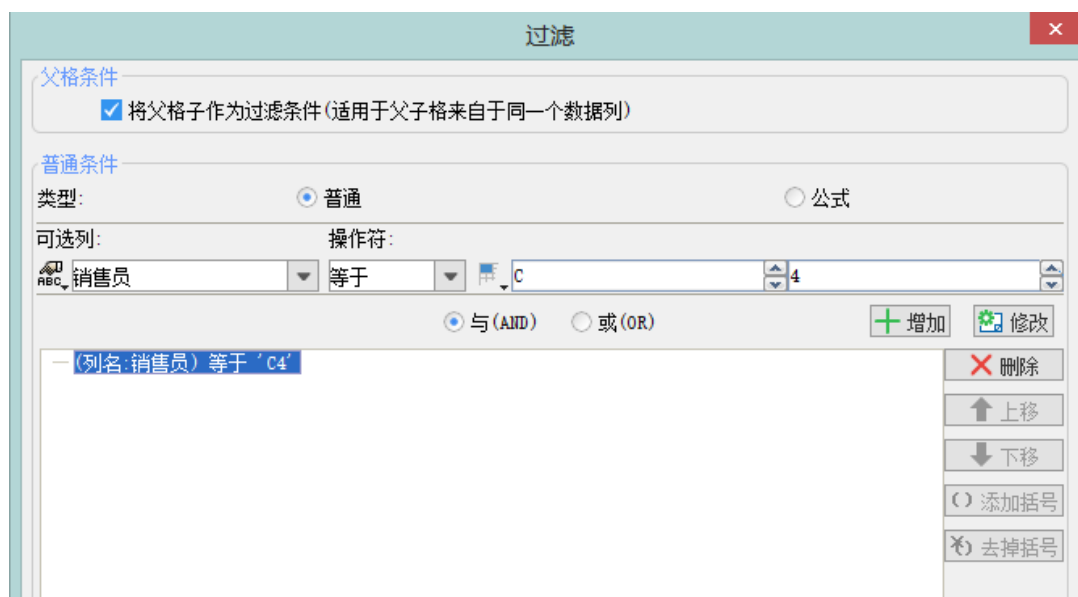 过滤
父格条件
将父格子作为过滤条件(适用于父子格来自于同一个数据列)
普通条件
类型: 普通 公式
可选列: 操作符:
ABC 销售员 等于 C 4
与(AND) 或(OR) 增加 修改
(列名:销售员) 等于 'C4' 删除
上移
下移
() 添加括号
去掉括号